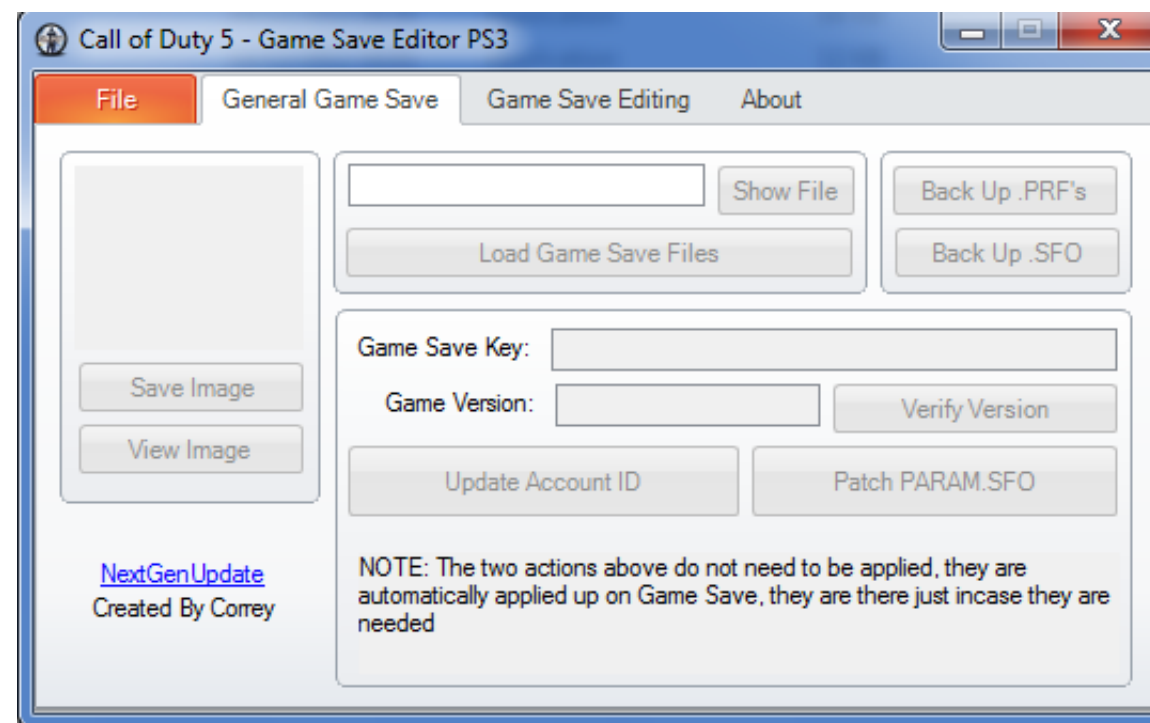 Call of Duty 5 - Game Save Editor PS3
File General Game Save Game Save Editing About
Show File
Load Game Save Files
Back Up .PRF's
Back Up .SFO
Save Image
View Image
NextGenUpdate
Created By Correy
Game Save Key:
Game Version:
Verify Version
Update Account ID
Patch PARAM.SFO
NOTE: The two actions above do not need to be applied, they are
automatically applied up on Game Save, they are there just incase they are
needed